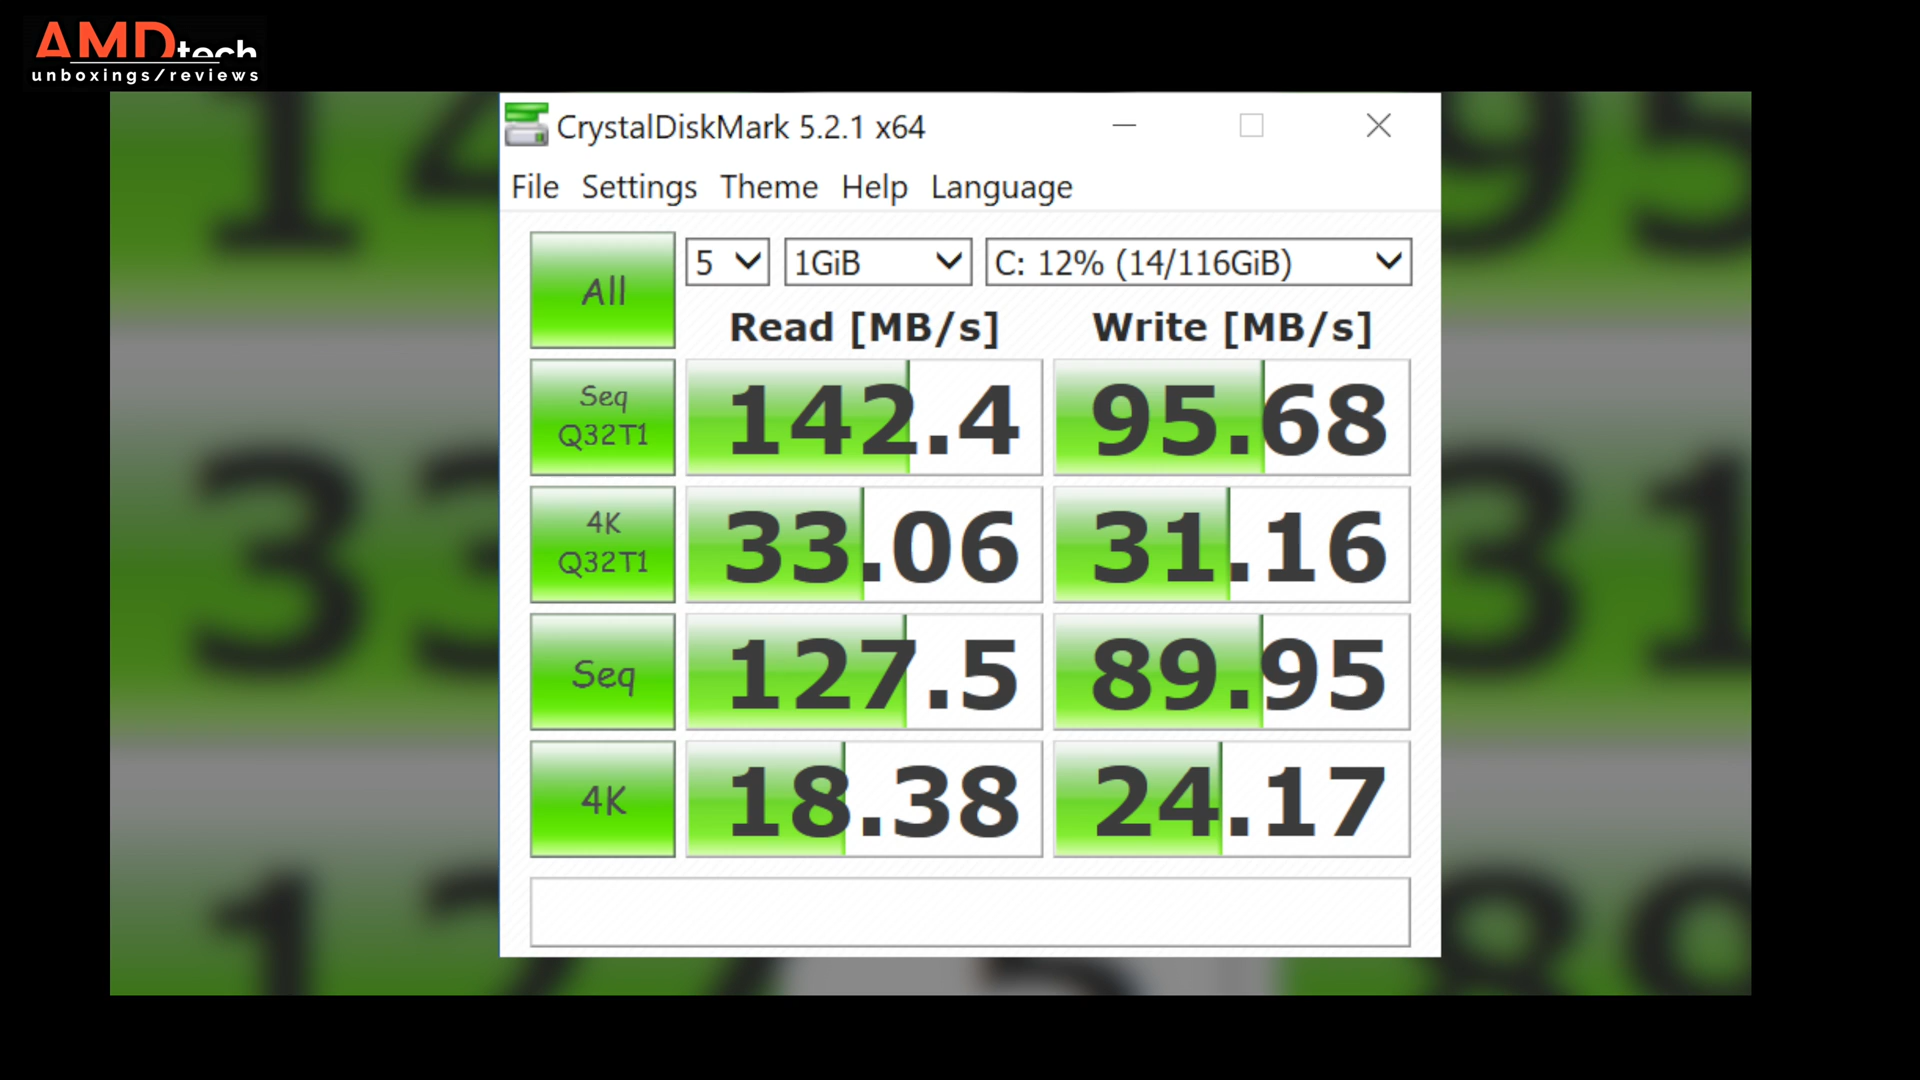 AMDtech
unboxings/reviews
CrystalDiskMark 5.2.1 x64
File Settings Theme Help Language
All 5 1GiB C: 12% (14/116GiB)
Read [MB/s] Write [MB/s]
Seq Q32T1 142.4 95.68
4K Q32T1 33.06 31.16
Seq 127.5 89.95
4K 18.38 24.17